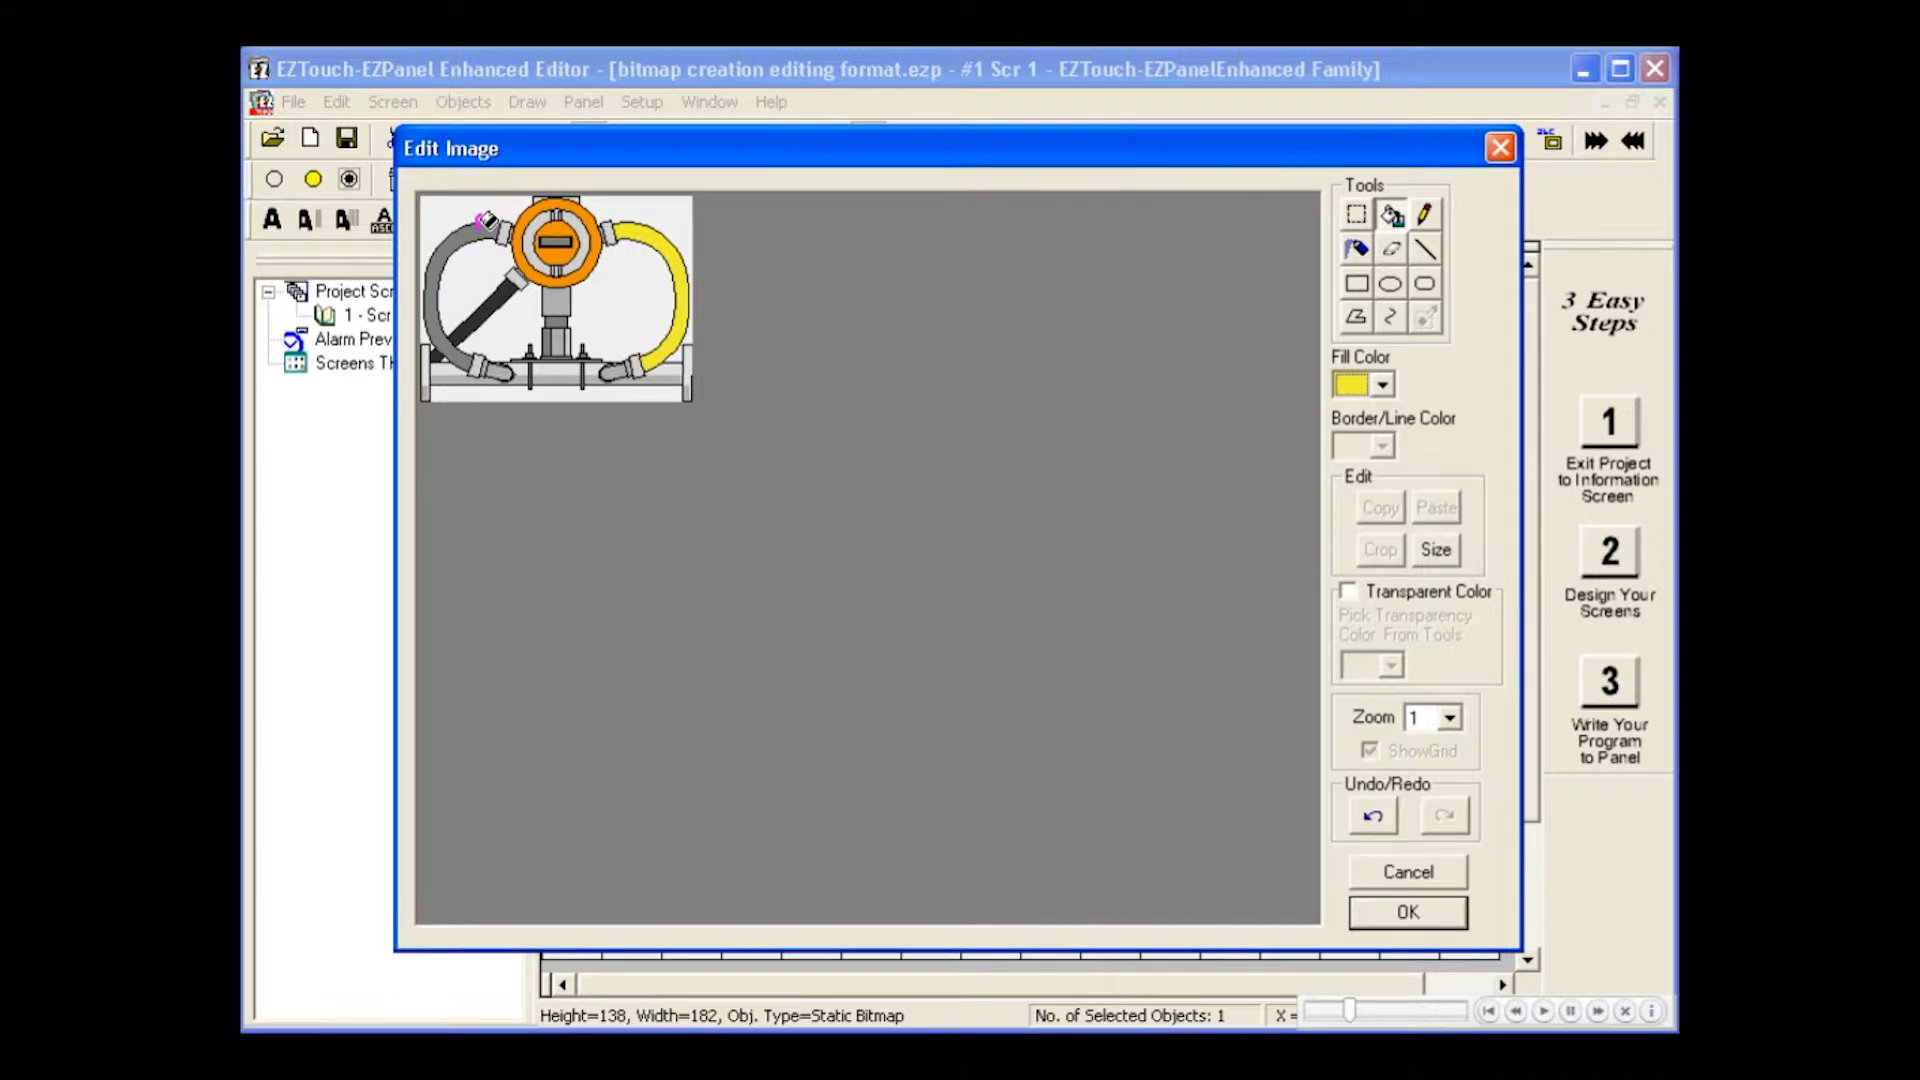 EZTouch-EZPanel Enhanced Editor - [bitmap creation editing format.ezp - #1 Scr 1 - EZTouch-EZPanelEnhanced Family]
File Edit Screen Objects Draw Panel Setup Window Help
Edit Image
Tools
Fill Color
Border/Line Color
Edit
Copy Paste
Crop Size
Transparent Color
Pick Transparency
Color From Tools
Zoom 1
ShowGrid
Undo/Redo
Cancel
OK
Project Scr
1 - Scr
Alarm Prev
Screens Th
3 Easy
Steps
1
Exit Project
to Information
Screen
2
Design Your
Screens
3
Write Your
Program
to Panel
Height=138, Width=182, Obj. Type=Static Bitmap
No. of Selected Objects: 1
X =